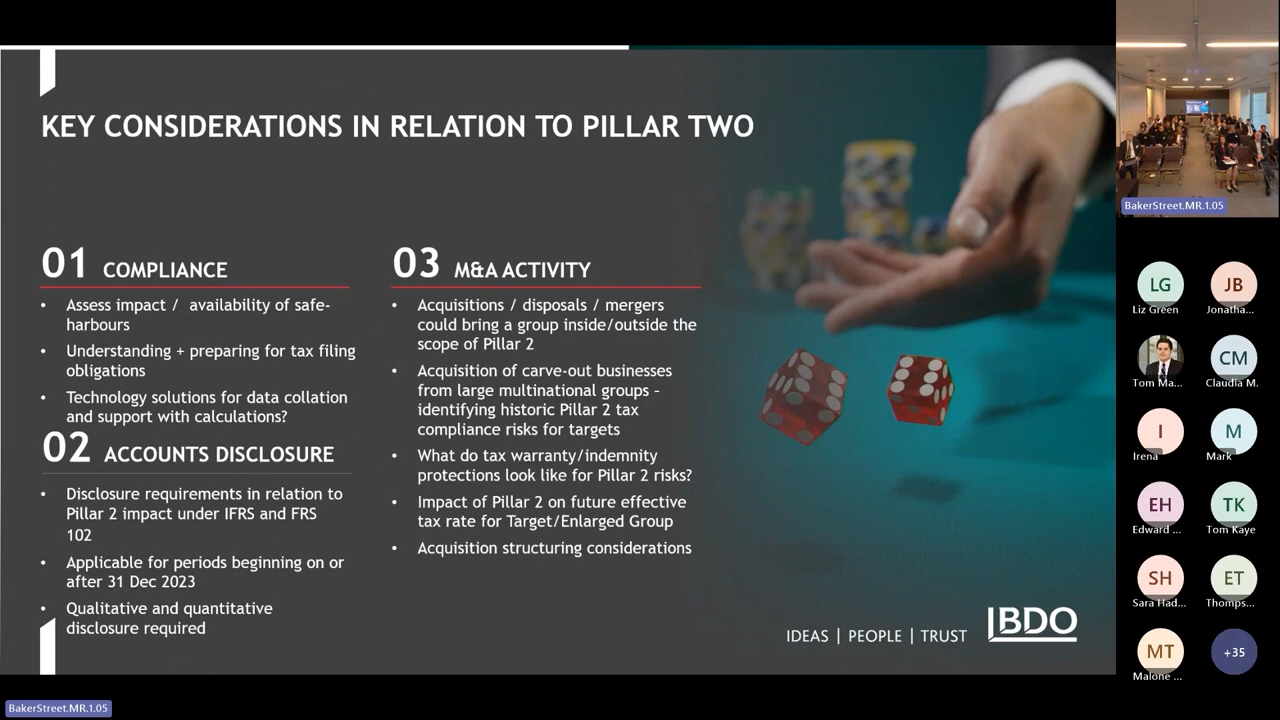 KEY CONSIDERATIONS IN RELATION TO PILLAR TWO
01 COMPLIANCE
• Assess impact / availability of safe-
harbours
• Understanding + preparing for tax filing
obligations
• Technology solutions for data collation
and support with calculations?
02 ACCOUNTS DISCLOSURE
• Disclosure requirements in relation to
Pillar 2 impact under IFRS and FRS
102
• Applicable for periods beginning on or
after 31 Dec 2023
• Qualitative and quantitative
disclosure required
03 M&A ACTIVITY
• Acquisitions / disposals / mergers
could bring a group inside/outside the
scope of Pillar 2
• Acquisition of carve-out businesses
from large multinational groups –
identifying historic Pillar 2 tax
compliance risks for targets
• What do tax warranty/indemnity
protections look like for Pillar 2 risks?
• Impact of Pillar 2 on future effective
tax rate for Target/Enlarged Group
• Acquisition structuring considerations
IDEAS | PEOPLE | TRUST
BDO
BakerStreet.MR.1.05
BakerStreet.MR.1.05
LG
Liz Green
JB
Jonatha...
Tom Ma...
CM
Claudia M.
I
Irena
M
Mark
EH
Edward ...
TK
Tom Kaye
SH
Sara Had...
ET
Thomps...
MT
Malone ...
+35